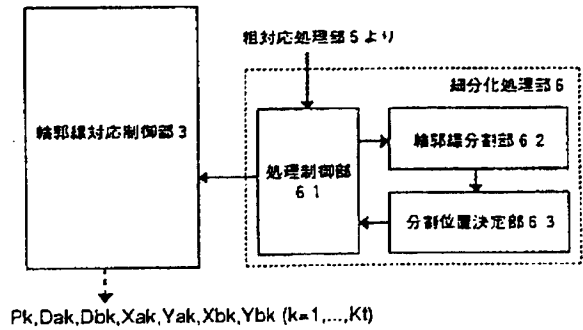 粗対応処理部5より
細分化処理部6
輪郭線対応制御部3
処理制御部
61
輪郭線分割部62
分割位置決定部63
Pk,Dak,Dbk,Xak,Yak,Xbk,Ybk (k=1,...,Kt)